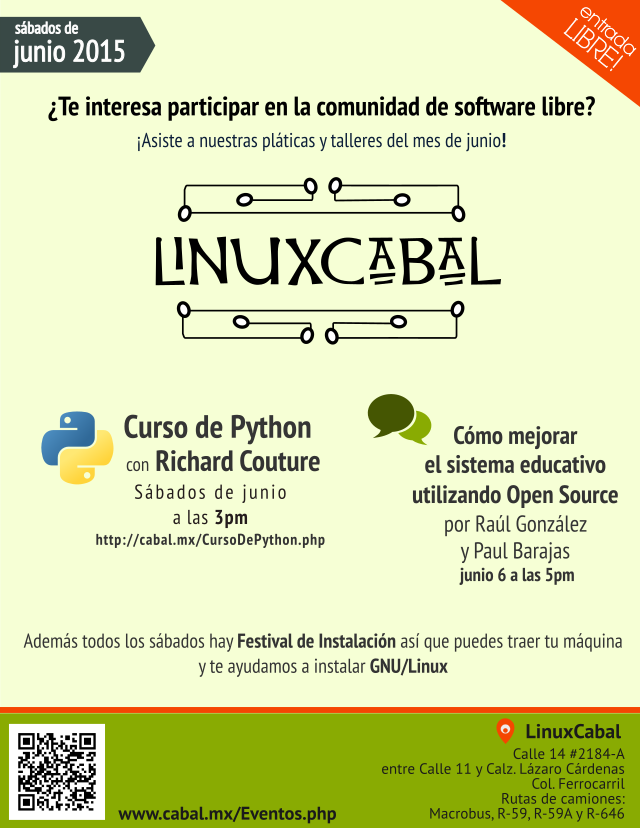 sábados de
junio 2015
entrada
LIBRE!
¿Te interesa participar en la comunidad de software libre?
¡Asiste a nuestras pláticas y talleres del mes de junio!
LINUXCABAL
Curso de Python
con Richard Couture
Sábados de junio
a las 3pm
http://cabal.mx/CursoDePython.php
Cómo mejorar
el sistema educativo
utilizando Open Source
por Raúl González
y Paul Barajas
junio 6 a las 5pm
Además todos los sábados hay Festival de Instalación así que puedes traer tu máquina
y te ayudamos a instalar GNU/Linux
www.cabal.mx/Eventos.php
LinuxCabal
Calle 14 #2184-A
entre Calle 11 y Calz. Lázaro Cárdenas
Col. Ferrocarril
Rutas de camiones:
Macrobus, R-59, R-59A y R-646